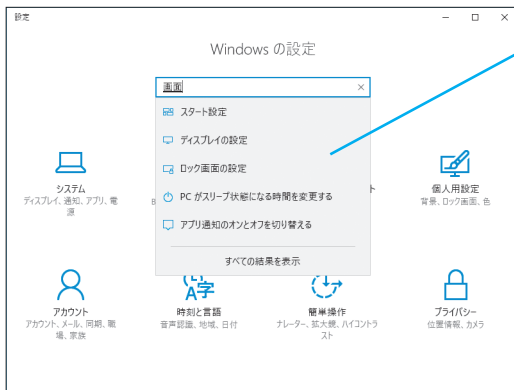 設定
Windows の設定
画面
スタート設定
ディスプレイの設定
ロック画面の設定
PC がスリープ状態になる時間を変更する
アプリ通知のオンとオフを切り替える
すべての結果を表示
システム
ディスプレイ、通知、アプリ、電
源
B
ト
個人用設定
背景、ロック画面、色
アカウント
アカウント、メール、同期、職
場、家族
時刻と言語
音声認識、地域、日付
簡単操作
ナレーター、拡大鏡、ハイコントラ
スト
プライバシー
位置情報、カメラ